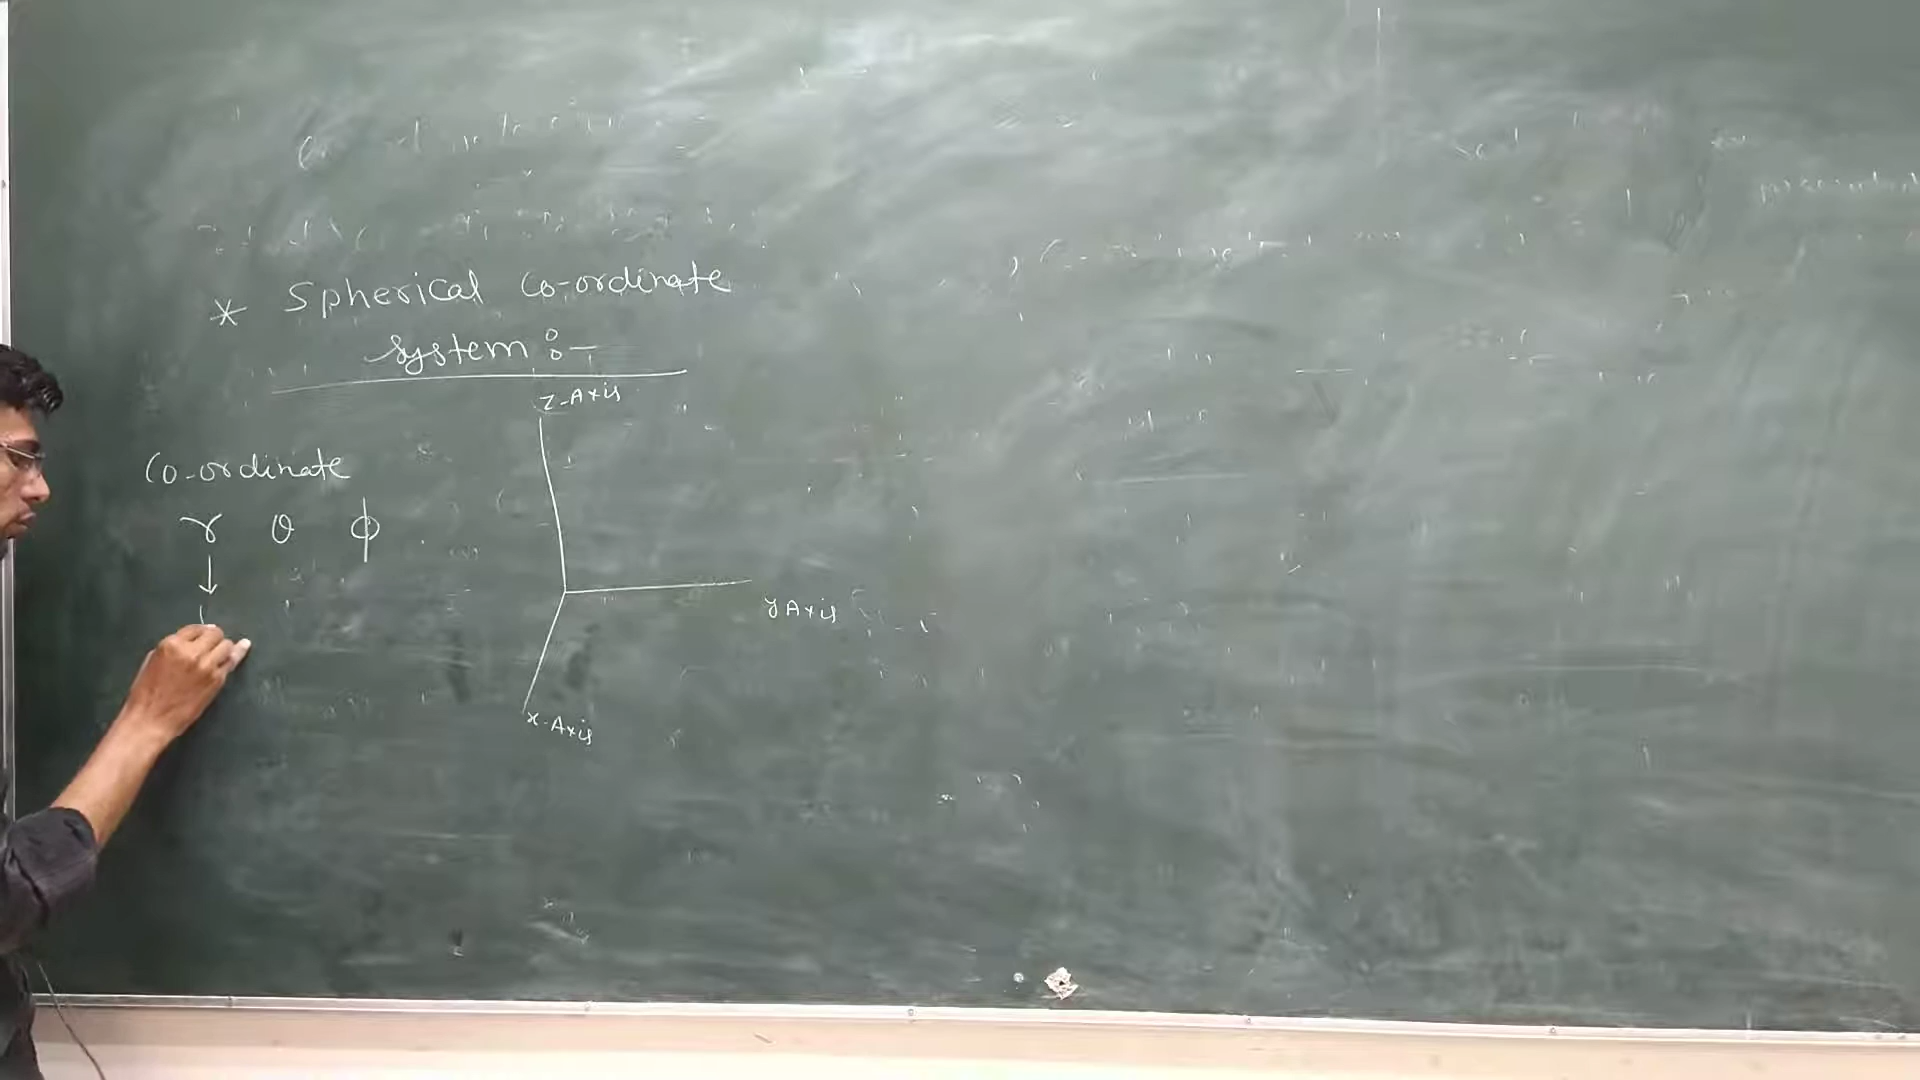 * Spherical Co-ordinate
system :-
Z-Axis
Co-ordinate
r θ ϕ
↓
y Axis
x-Axis